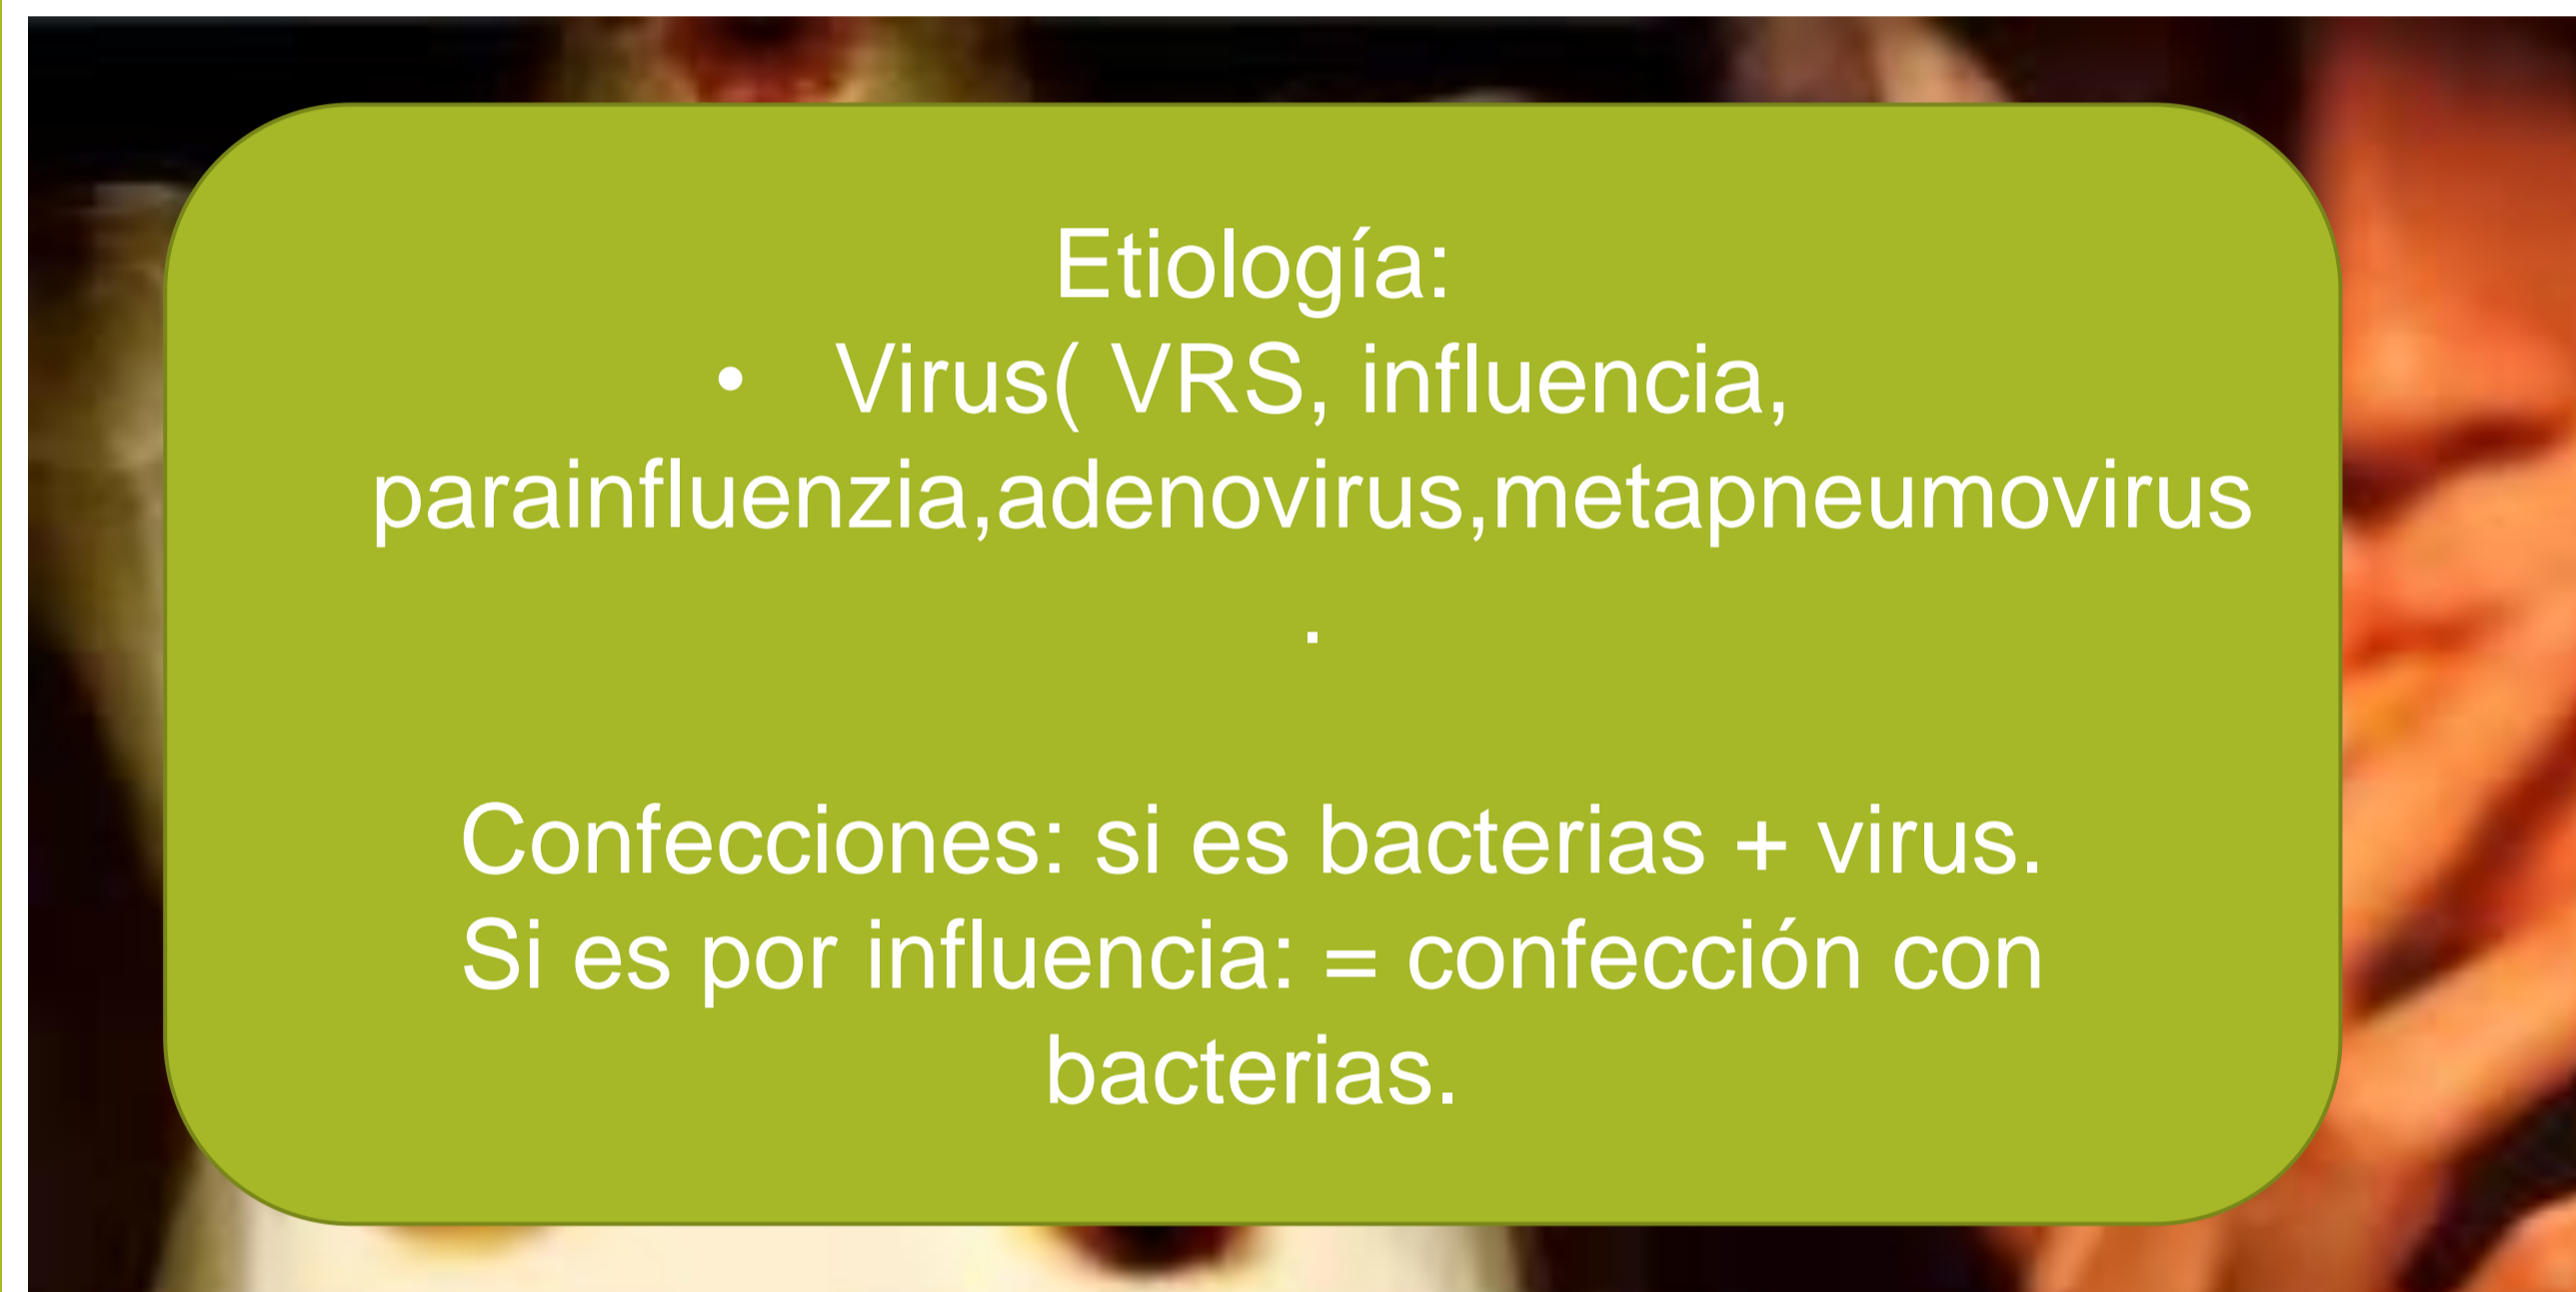 Etiología:
• Virus( VRS, influencia,
parainfluenzia,adenovirus,metapneumovirus
.
Confecciones: si es bacterias + virus.
Si es por influencia: = confección con
bacterias.